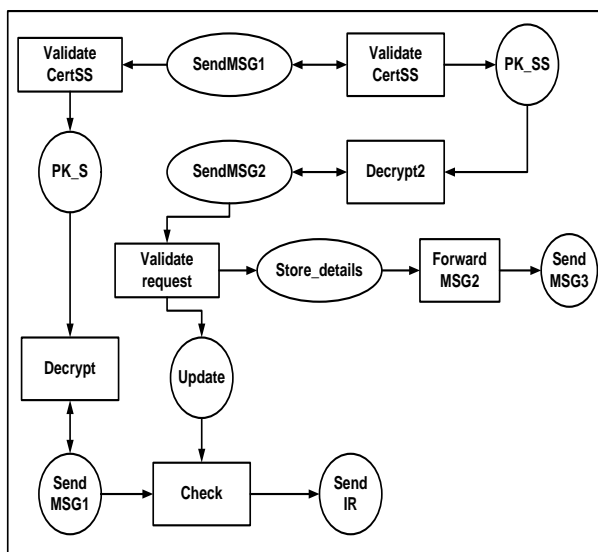 Validate
CertSS
SendMSG1
Validate
CertSS
PK_SS
PK_S
SendMSG2
Decrypt2
Validate
request
Store_details
Forward
MSG2
Send
MSG3
Decrypt
Update
Send
MSG1
Check
Send
IR